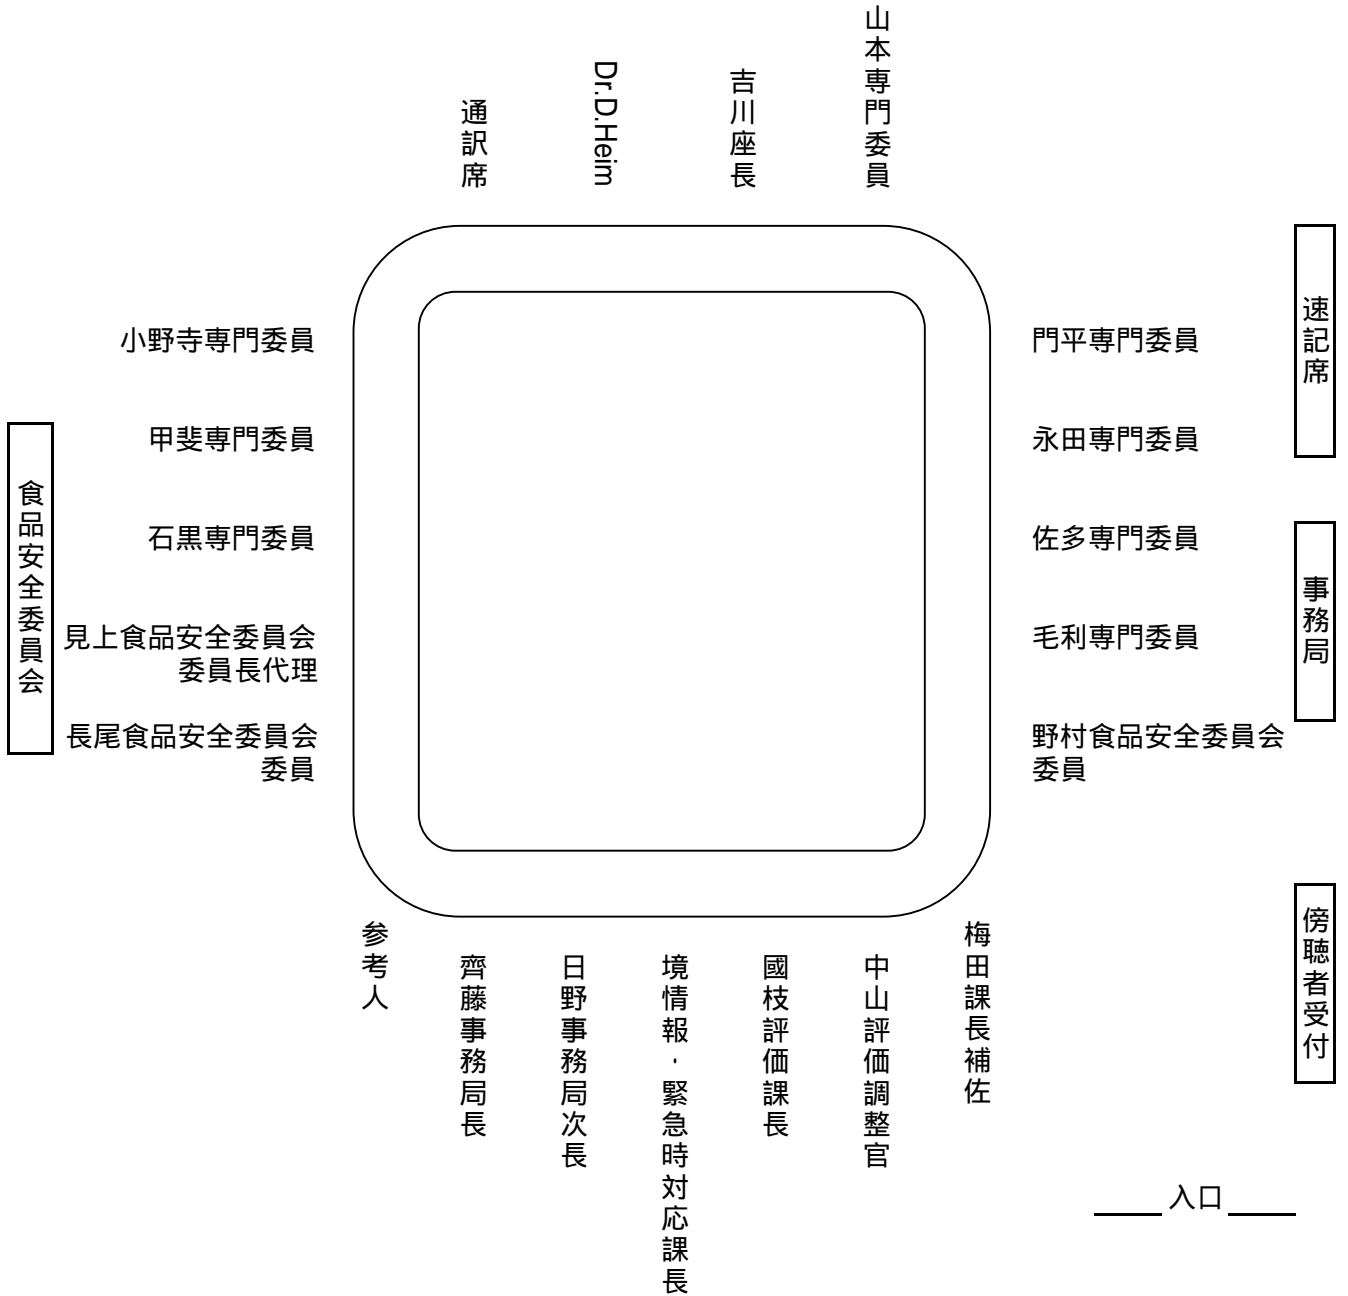 通訳席
Dr.D.Heim
吉川座長
山本専門委員
小野寺専門委員
甲斐専門委員
石黒専門委員
見上食品安全委員会
委員長代理
長尾食品安全委員会
委員
食品安全委員会
門平専門委員
永田専門委員
佐多専門委員
毛利専門委員
野村食品安全委員会
委員
速記席
事務局
傍聴者受付
参考人
齊藤事務局長
日野事務局次長
境情報・緊急時対応課長
國枝評価課長
中山評価調整官
梅田課長補佐
入口